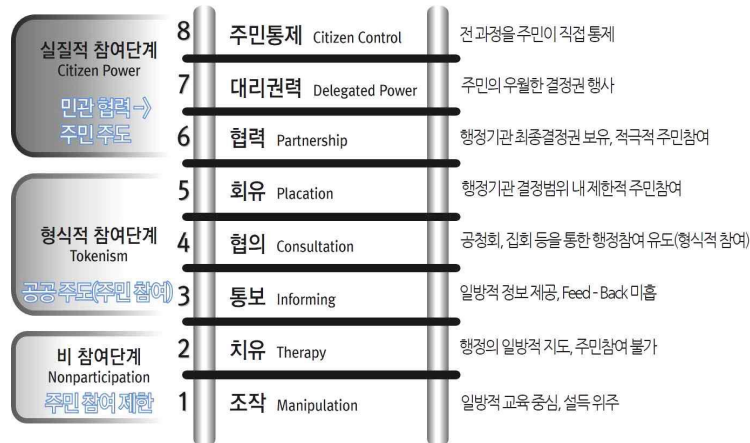 실질적 참여단계
Citizen Power
민관 협력->
주민 주도
8 주민통제 Citizen Control 전 과정을 주민이 직접 통제
7 대리권력 Delegated Power 주민의 우월한 결정권 행사
6 협력 Partnership 행정기관 최종결정권 보유, 적극적 주민참여
형식적 참여단계
Tokenism
공공 주도(주민 참여)
5 회유 Placation 행정기관 결정범위 내 제한적 주민참여
4 협의 Consultation 공청회, 집회 등을 통한 행정참여 유도(형식적 참여)
3 통보 Informing 일방적 정보 제공, Feed - Back 미흡
비 참여단계
Nonparticipation
주민 참여 제한
2 치유 Therapy 행정의 일방적 지도, 주민참여 불가
1 조작 Manipulation 일방적 교육 중심, 설득 위주